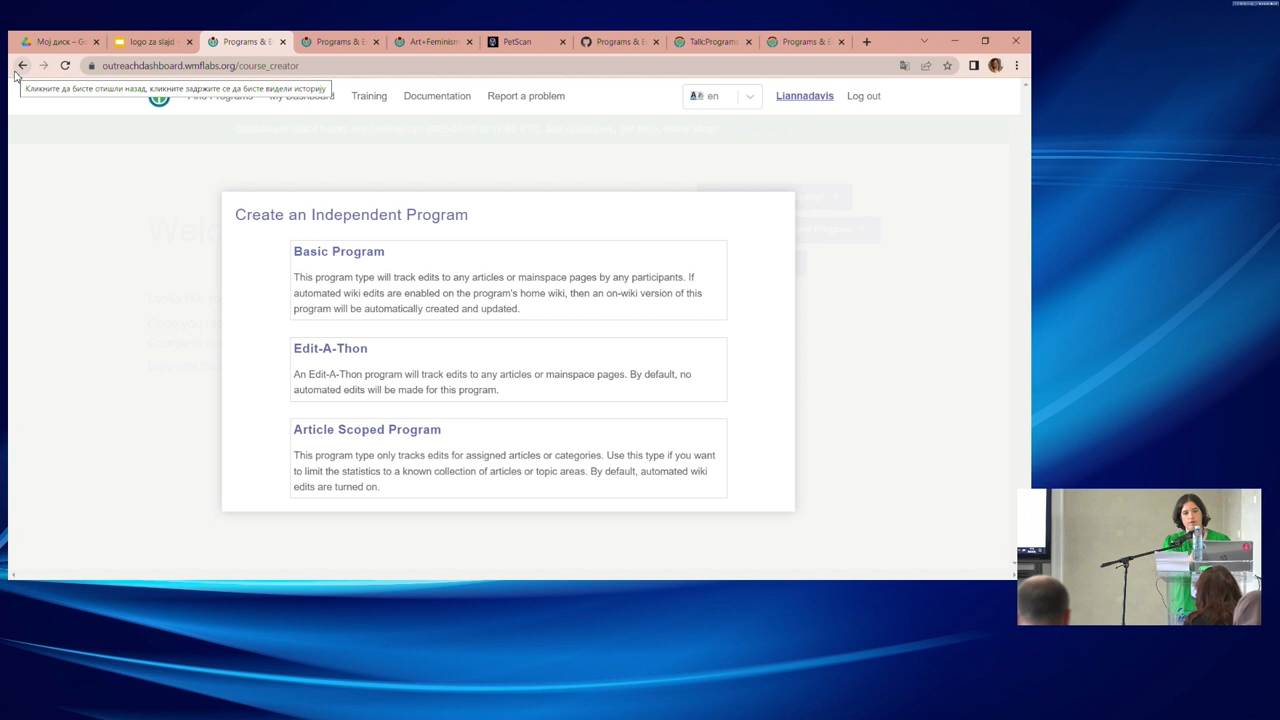 Мој диск – Go
logo za slajd -
Programs & E
Programs & E
Art+Feminism
PetScan
Programs & E
Talk:Programs
Programs & E
outreachdashboard.wmflabs.org/course_creator
Кликните да бисте отишли назад, кликните задржите се да бисте видели историју
Find Programs
My Dashboard
Training
Documentation
Report a problem
en
Liannadavis
Log out
Create an Independent Program
Basic Program
This program type will track edits to any articles or mainspace pages by any participants. If
automated wiki edits are enabled on the program's home wiki, then an on-wiki version of this
program will be automatically created and updated.
Edit-A-Thon
An Edit-A-Thon program will track edits to any articles or mainspace pages. By default, no
automated edits will be made for this program.
Article Scoped Program
This program type only tracks edits for assigned articles or categories. Use this type if you want
to limit the statistics to a known collection of articles or topic areas. By default, automated wiki
edits are turned on.